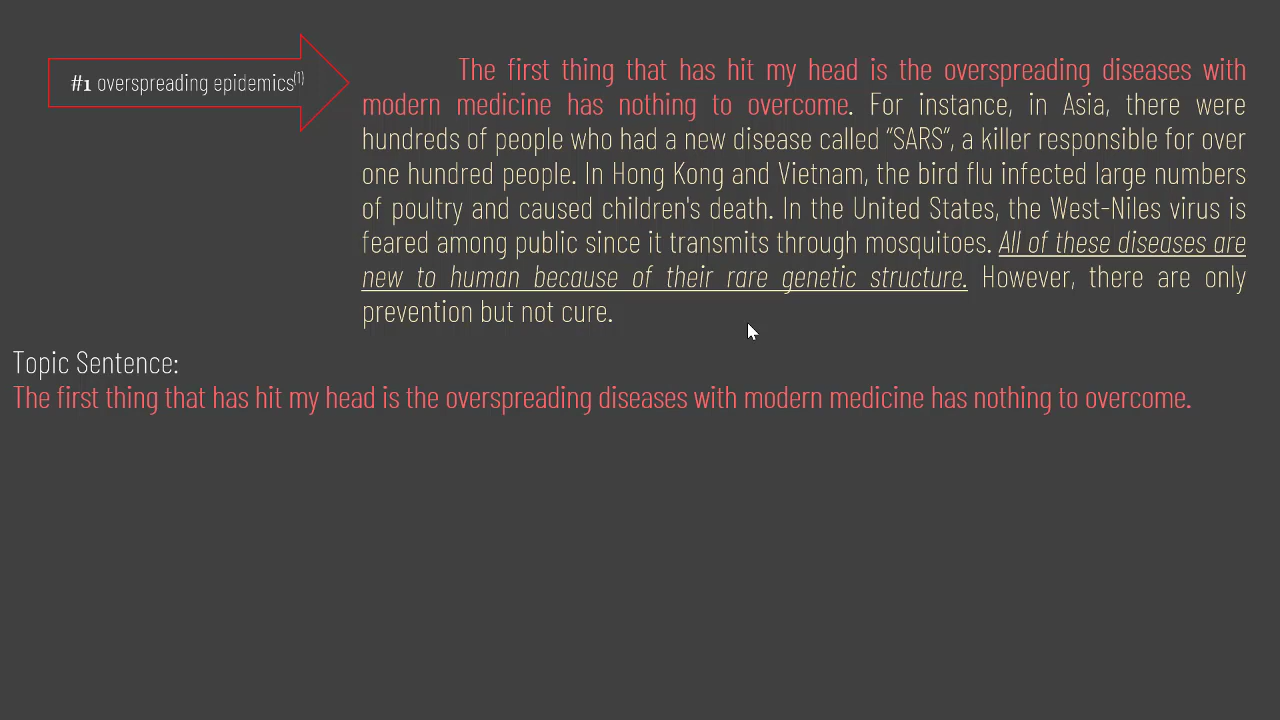 #1 overspreading epidemics(1)
The first thing that has hit my head is the overspreading diseases with
modern medicine has nothing to overcome. For instance, in Asia, there were
hundreds of people who had a new disease called “SARS”, a killer responsible for over
one hundred people. In Hong Kong and Vietnam, the bird flu infected large numbers
of poultry and caused children's death. In the United States, the West-Niles virus is
feared among public since it transmits through mosquitoes. All of these diseases are
new to human because of their rare genetic structure. However, there are only
prevention but not cure.
Topic Sentence:
The first thing that has hit my head is the overspreading diseases with modern medicine has nothing to overcome.